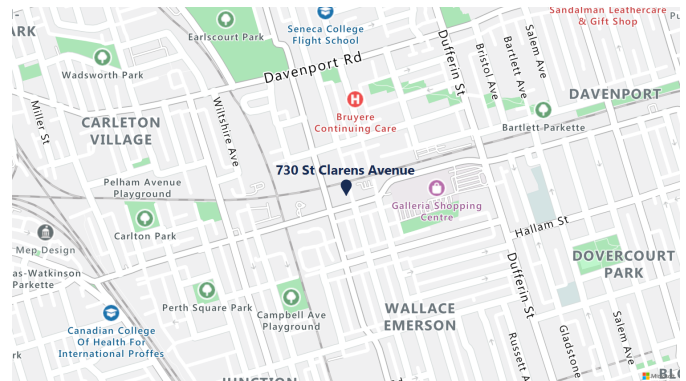 Sandalman Leathercare
& Gift Shop
ARK
Earlscourt Park
Seneca College
Flight School
Dufferin St
Salem Ave
Bartlett Ave
Bristol Ave
Wadsworth Park
Davenport Rd
DAVENPORT
Miller St
Wiltshire Ave
CARLETON
VILLAGE
Bruyere
Continuing Care
Bartlett Parkette
730 St Clarens Avenue
Pelham Avenue
Playground
Galleria Shopping
Centre
Carlton Park
Mep Design
Hallam St
DOVERCOURT
PARK
as-Watkinson
Parkette
Dufferin St
Perth Square Park
Campbell Ave
Playground
WALLACE
EMERSON
Canadian College
Of Health For
International Proffes
Russett A
Gladstone
Salem Ave
JUNCTION
BLO